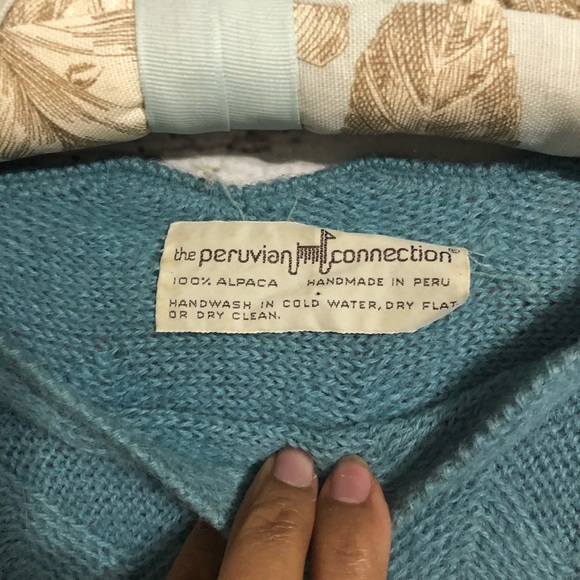 the peruvian connection®
100% ALPACA HANDMADE IN PERU
HANDWASH IN COLD WATER, DRY FLAT
OR DRY CLEAN.